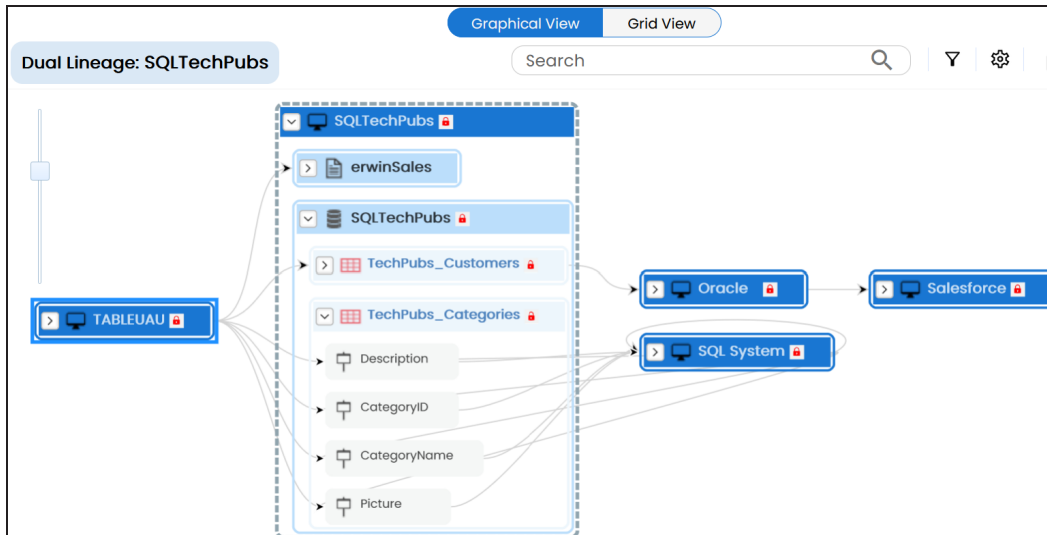 Graphical View
Grid View
Dual Lineage: SQLTechPubs
Search
SQLTechPubs
erwinSales
SQLTechPubs
TechPubs_Customers
Oracle
Salesforce
TABLEUAU
TechPubs_Categories
SQL System
Description
CategoryID
CategoryName
Picture